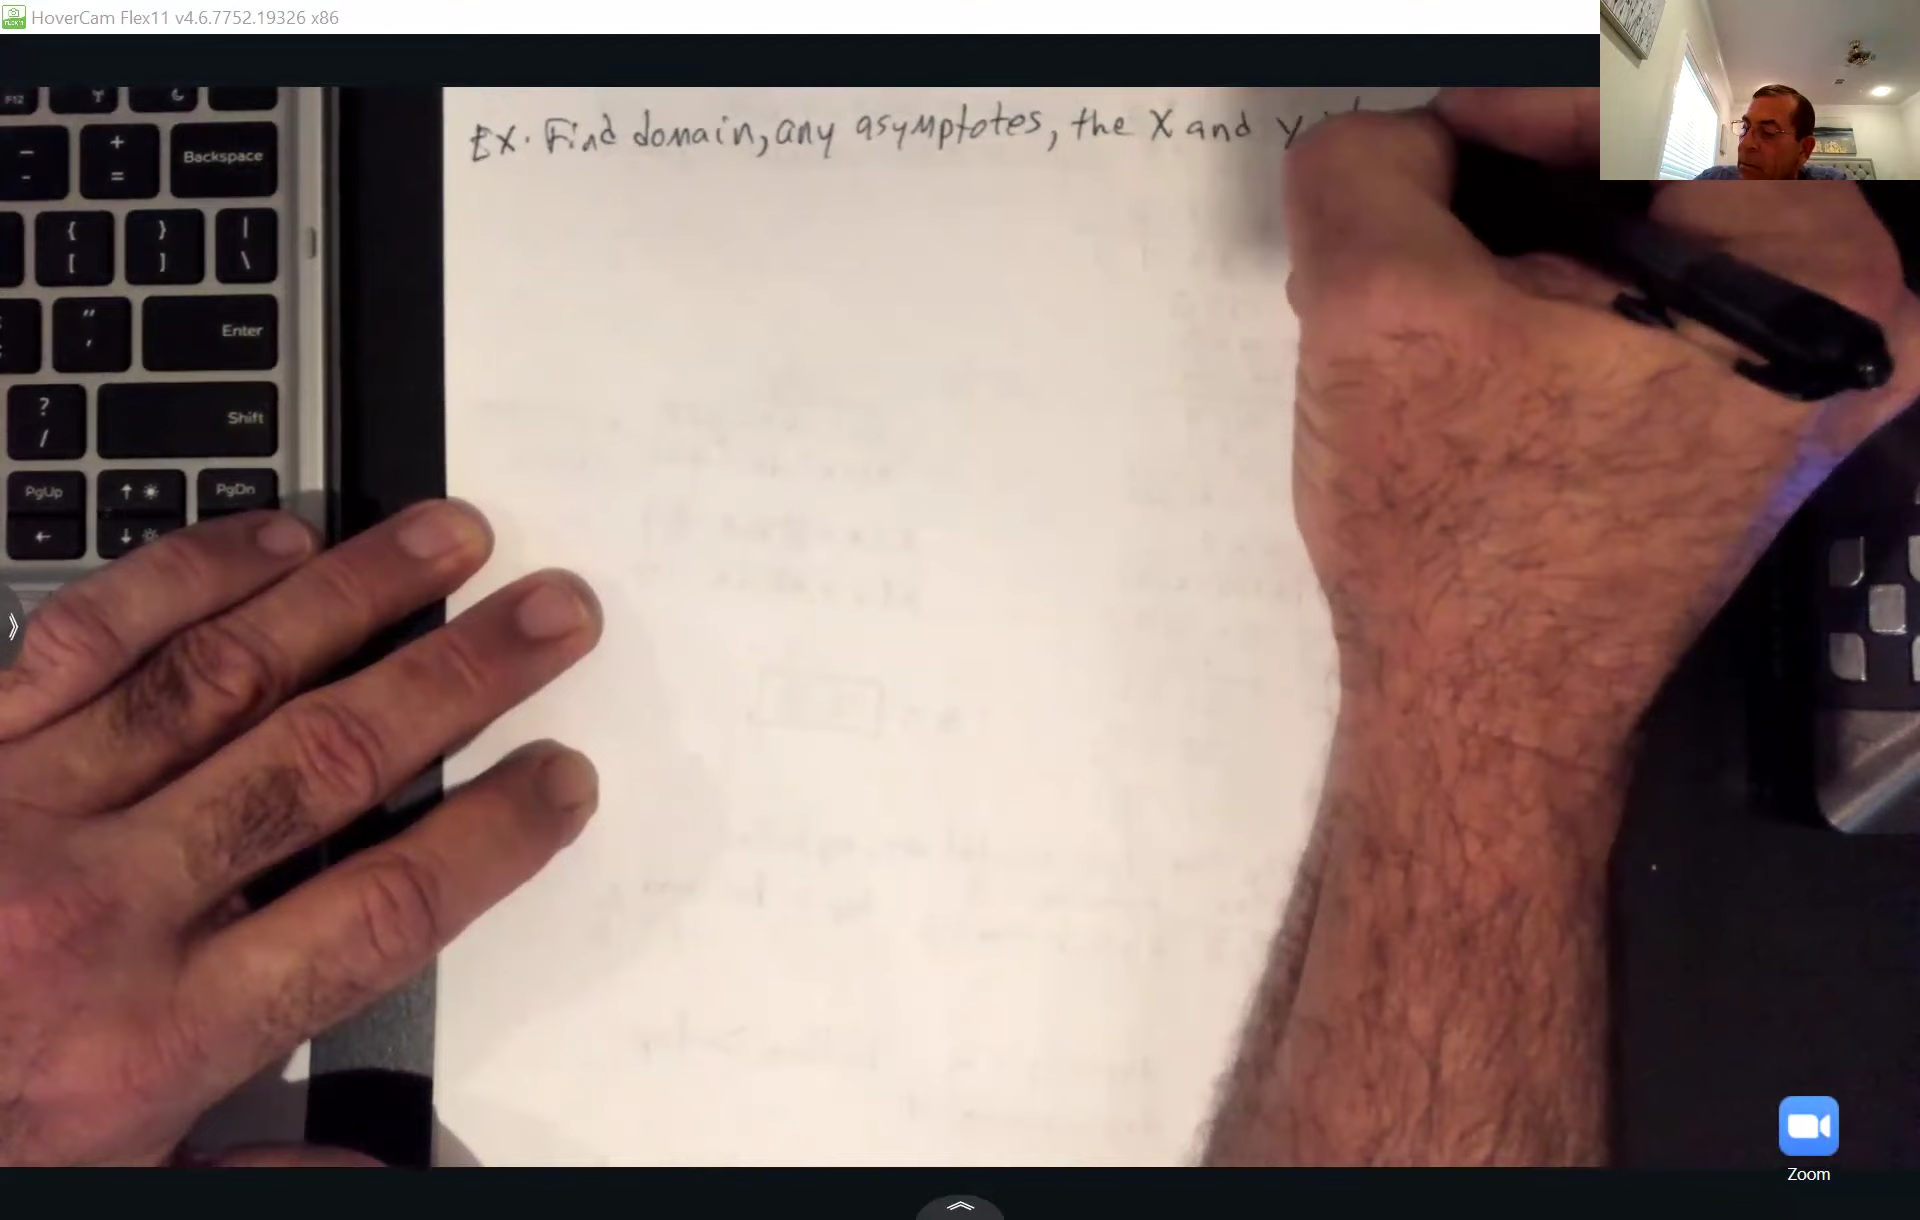 HoverCam Flex11 v4.6.7752.19326 x86
Ex. Find domain, any asymptotes, the x and y
F12
- -
+ =
Backspace
{ [
} ]
| \
" '
Enter
? /
Shift
PgUp
↑
PgDn
←
↓
Zoom